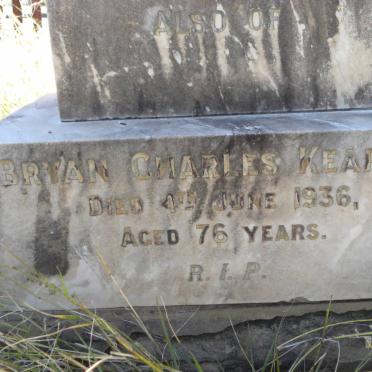 ALSO OF
BRYAN CHARLES
DIED 4TH JUNE 1936,
AGED 76 YEARS.
R.I.P.